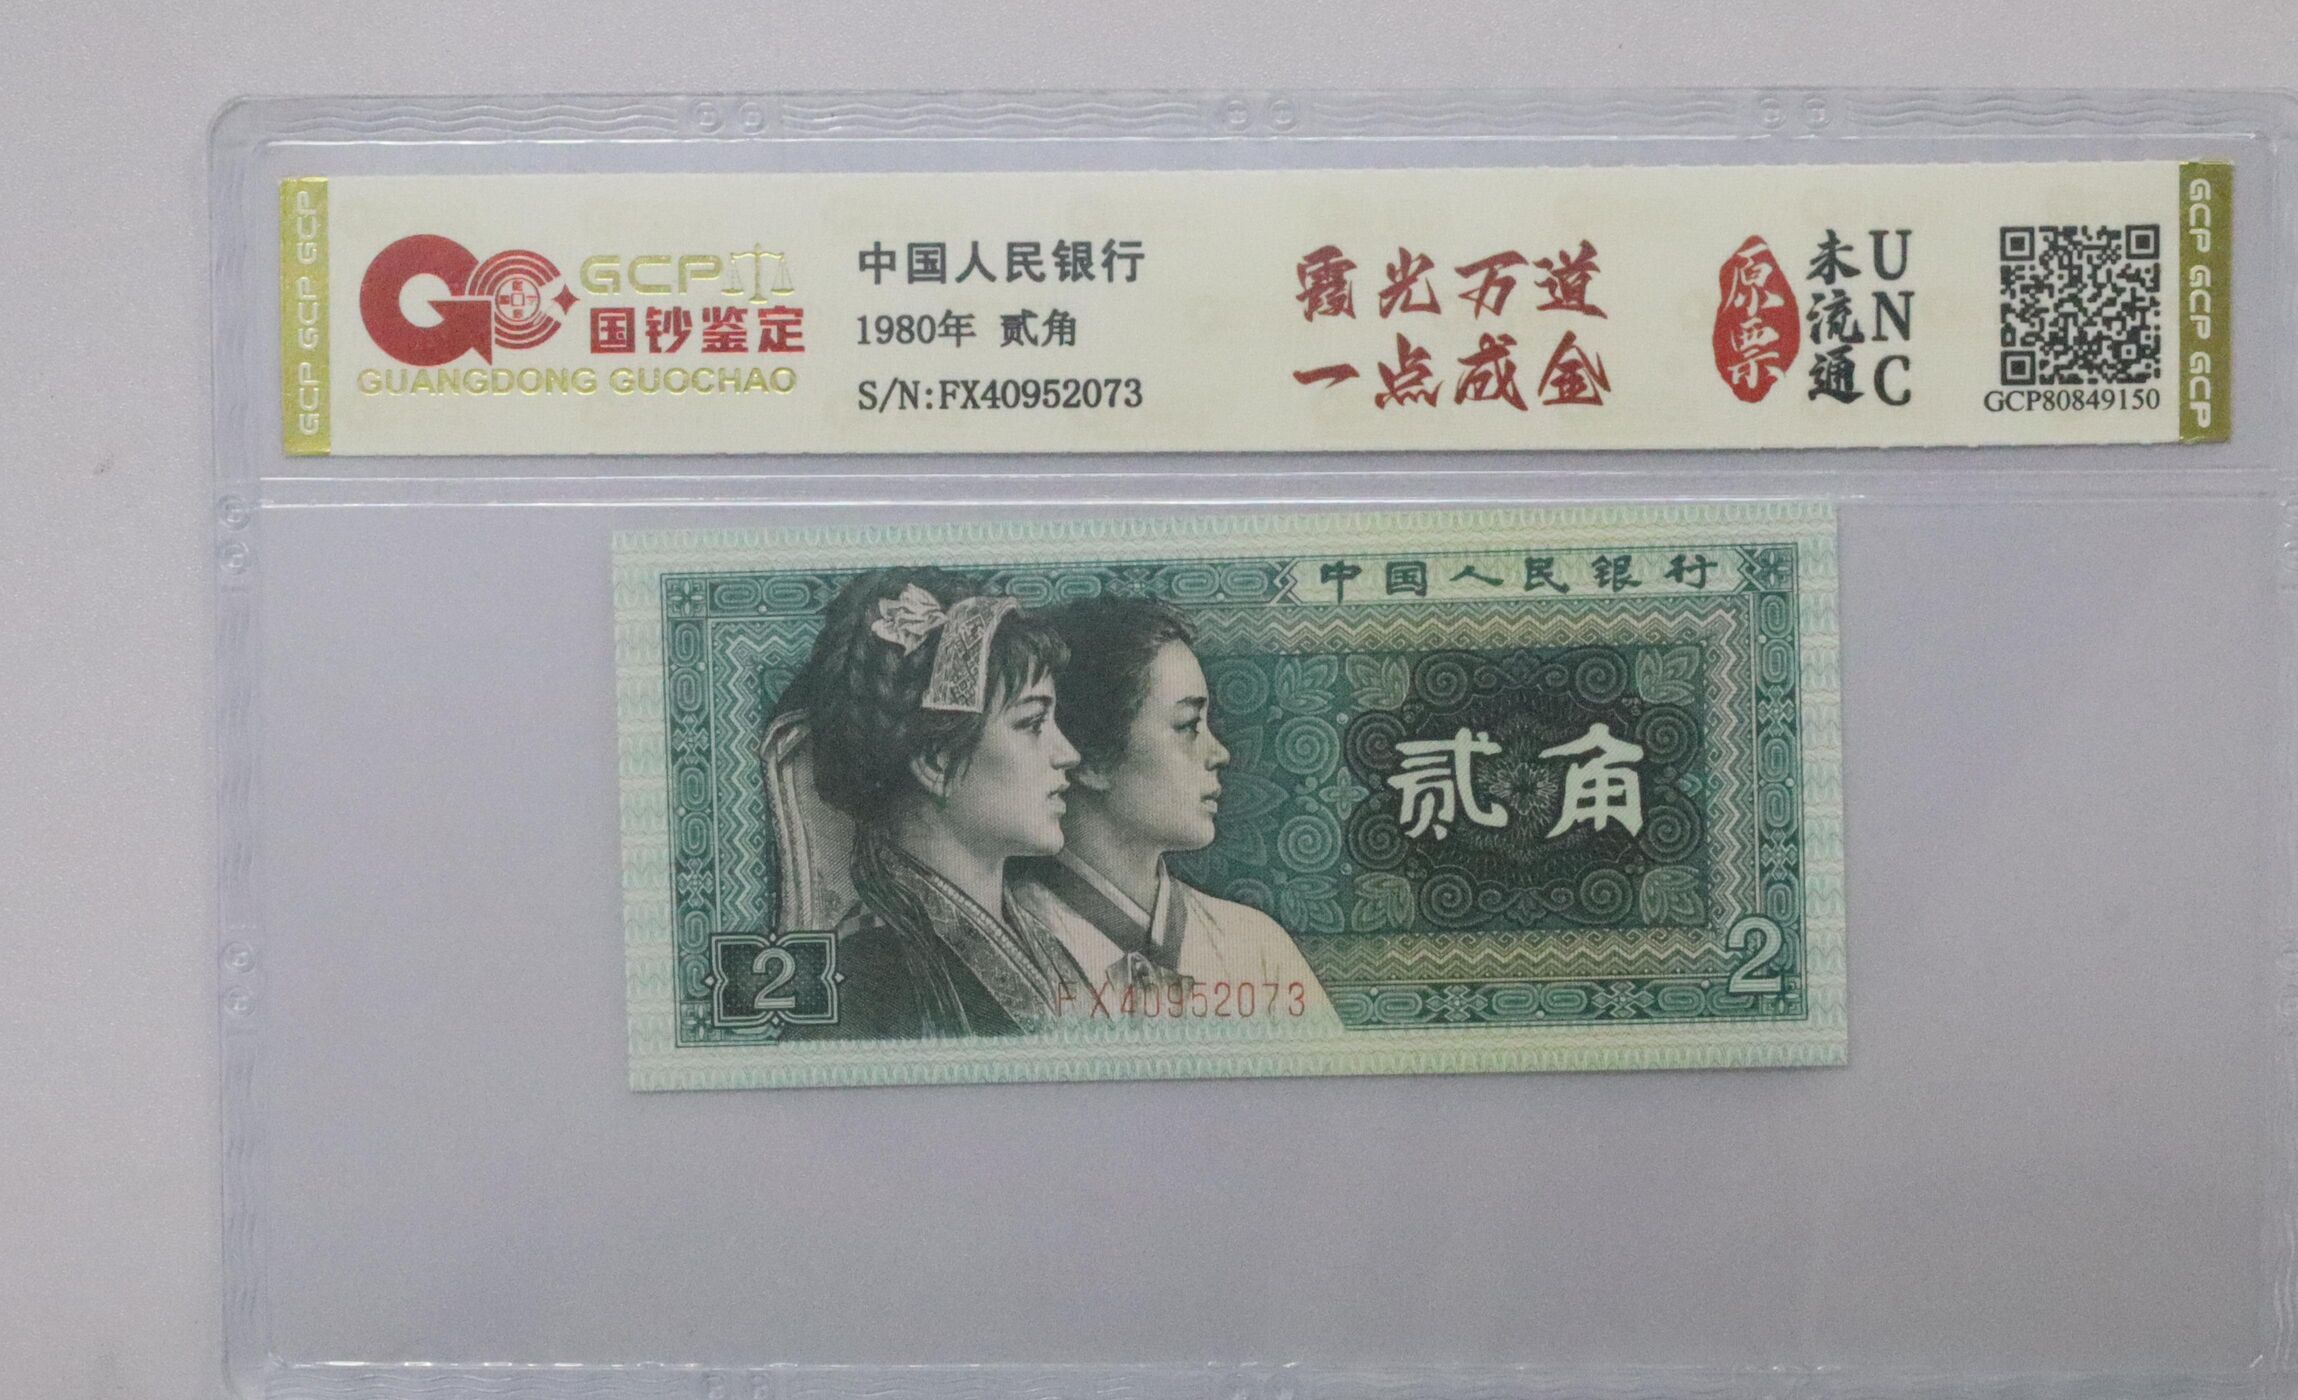 GCP GCP GCP
GCP
国钞鉴定
GUANGDONG GUOCHAO
中国人民银行
1980年 贰角
S/N:FX40952073
霞光万道
一点成金
原票
未流通
UNC
GCP80849150
GCP GCP GCP
中国人民银行
贰角
2
2
FX40952073